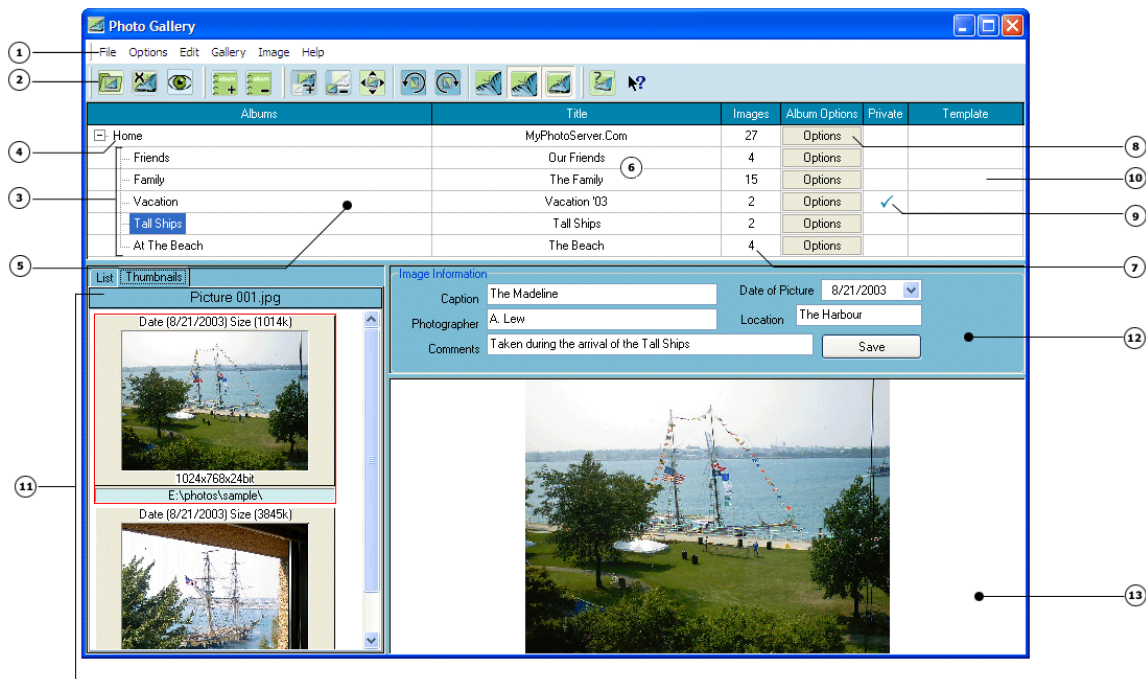 Photo Gallery
1 File Options Edit Gallery Image Help
2
Albums Title Images Album Options Private Template
Home MyPhotoServer.Com 27 Options
4 8
Friends Our Friends 4 Options
6
Family The Family 15 Options 10
3 Vacation Vacation '03 2 Options ✓
9
Tall Ships Tall Ships 2 Options
At The Beach The Beach 4 Options
5 7
List Thumbnails
Image Information
Picture 001.jpg
Caption The Madeline Date of Picture 8/21/2003
Photographer A. Lew Location The Harbour
12
Comments Taken during the arrival of the Tall Ships Save
Date (8/21/2003) Size (1014k)
1024x768x24bit
11
E:\photos\sample\
Date (8/21/2003) Size (3845k)
13